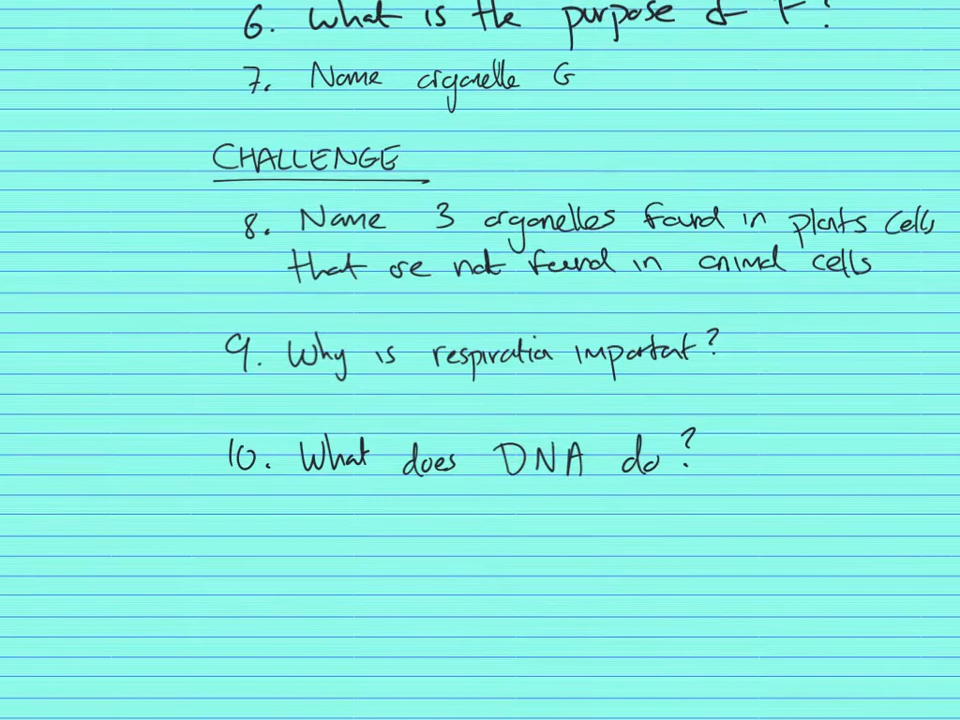 6. What is the purpose of F?
7. Name organelle G
CHALLENGE
8. Name 3 organelles found in plants cells
that are not found in animal cells
9. Why is respiration important?
10. What does DNA do?